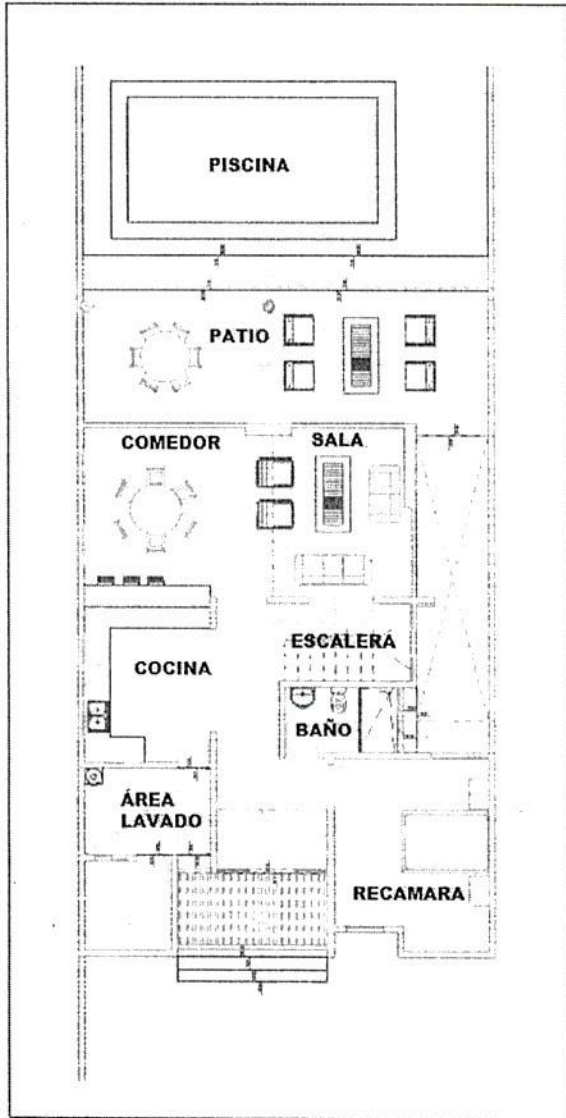 PISCINA
PATIO
COMEDOR
SALA
ESCALERA
COCINA
BAÑO
ÁREA
LAVADO
RECAMARA